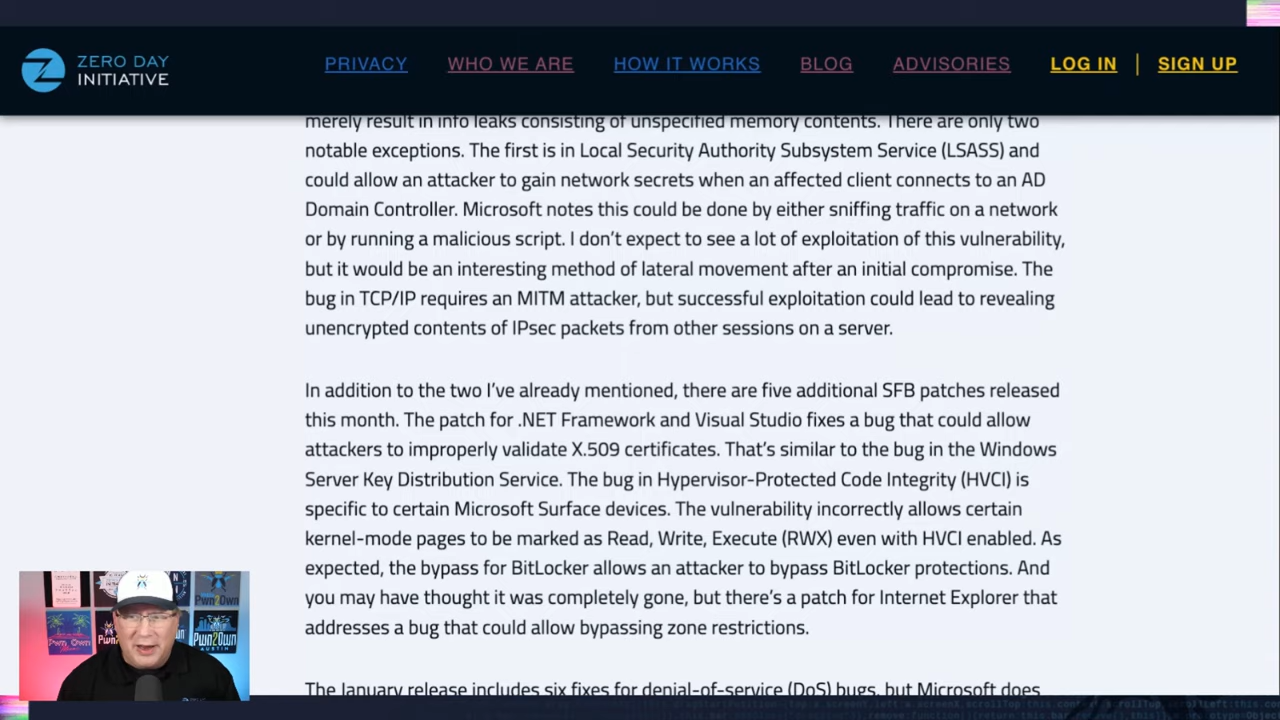 ZERO DAY
INITIATIVE
PRIVACY WHO WE ARE HOW IT WORKS BLOG ADVISORIES LOG IN | SIGN UP
merely result in info leaks consisting of unspecified memory contents. There are only two
notable exceptions. The first is in Local Security Authority Subsystem Service (LSASS) and
could allow an attacker to gain network secrets when an affected client connects to an AD
Domain Controller. Microsoft notes this could be done by either sniffing traffic on a network
or by running a malicious script. I don’t expect to see a lot of exploitation of this vulnerability,
but it would be an interesting method of lateral movement after an initial compromise. The
bug in TCP/IP requires an MITM attacker, but successful exploitation could lead to revealing
unencrypted contents of IPsec packets from other sessions on a server.
In addition to the two I’ve already mentioned, there are five additional SFB patches released
this month. The patch for .NET Framework and Visual Studio fixes a bug that could allow
attackers to improperly validate X.509 certificates. That’s similar to the bug in the Windows
Server Key Distribution Service. The bug in Hypervisor-Protected Code Integrity (HVCI) is
specific to certain Microsoft Surface devices. The vulnerability incorrectly allows certain
kernel-mode pages to be marked as Read, Write, Execute (RWX) even with HVCI enabled. As
expected, the bypass for BitLocker allows an attacker to bypass BitLocker protections. And
you may have thought it was completely gone, but there’s a patch for Internet Explorer that
addresses a bug that could allow bypassing zone restrictions.
The January release includes six fixes for denial-of-service (DoS) bugs, but Microsoft does
Pwn2Own
Pwn2Own
AUSTIN